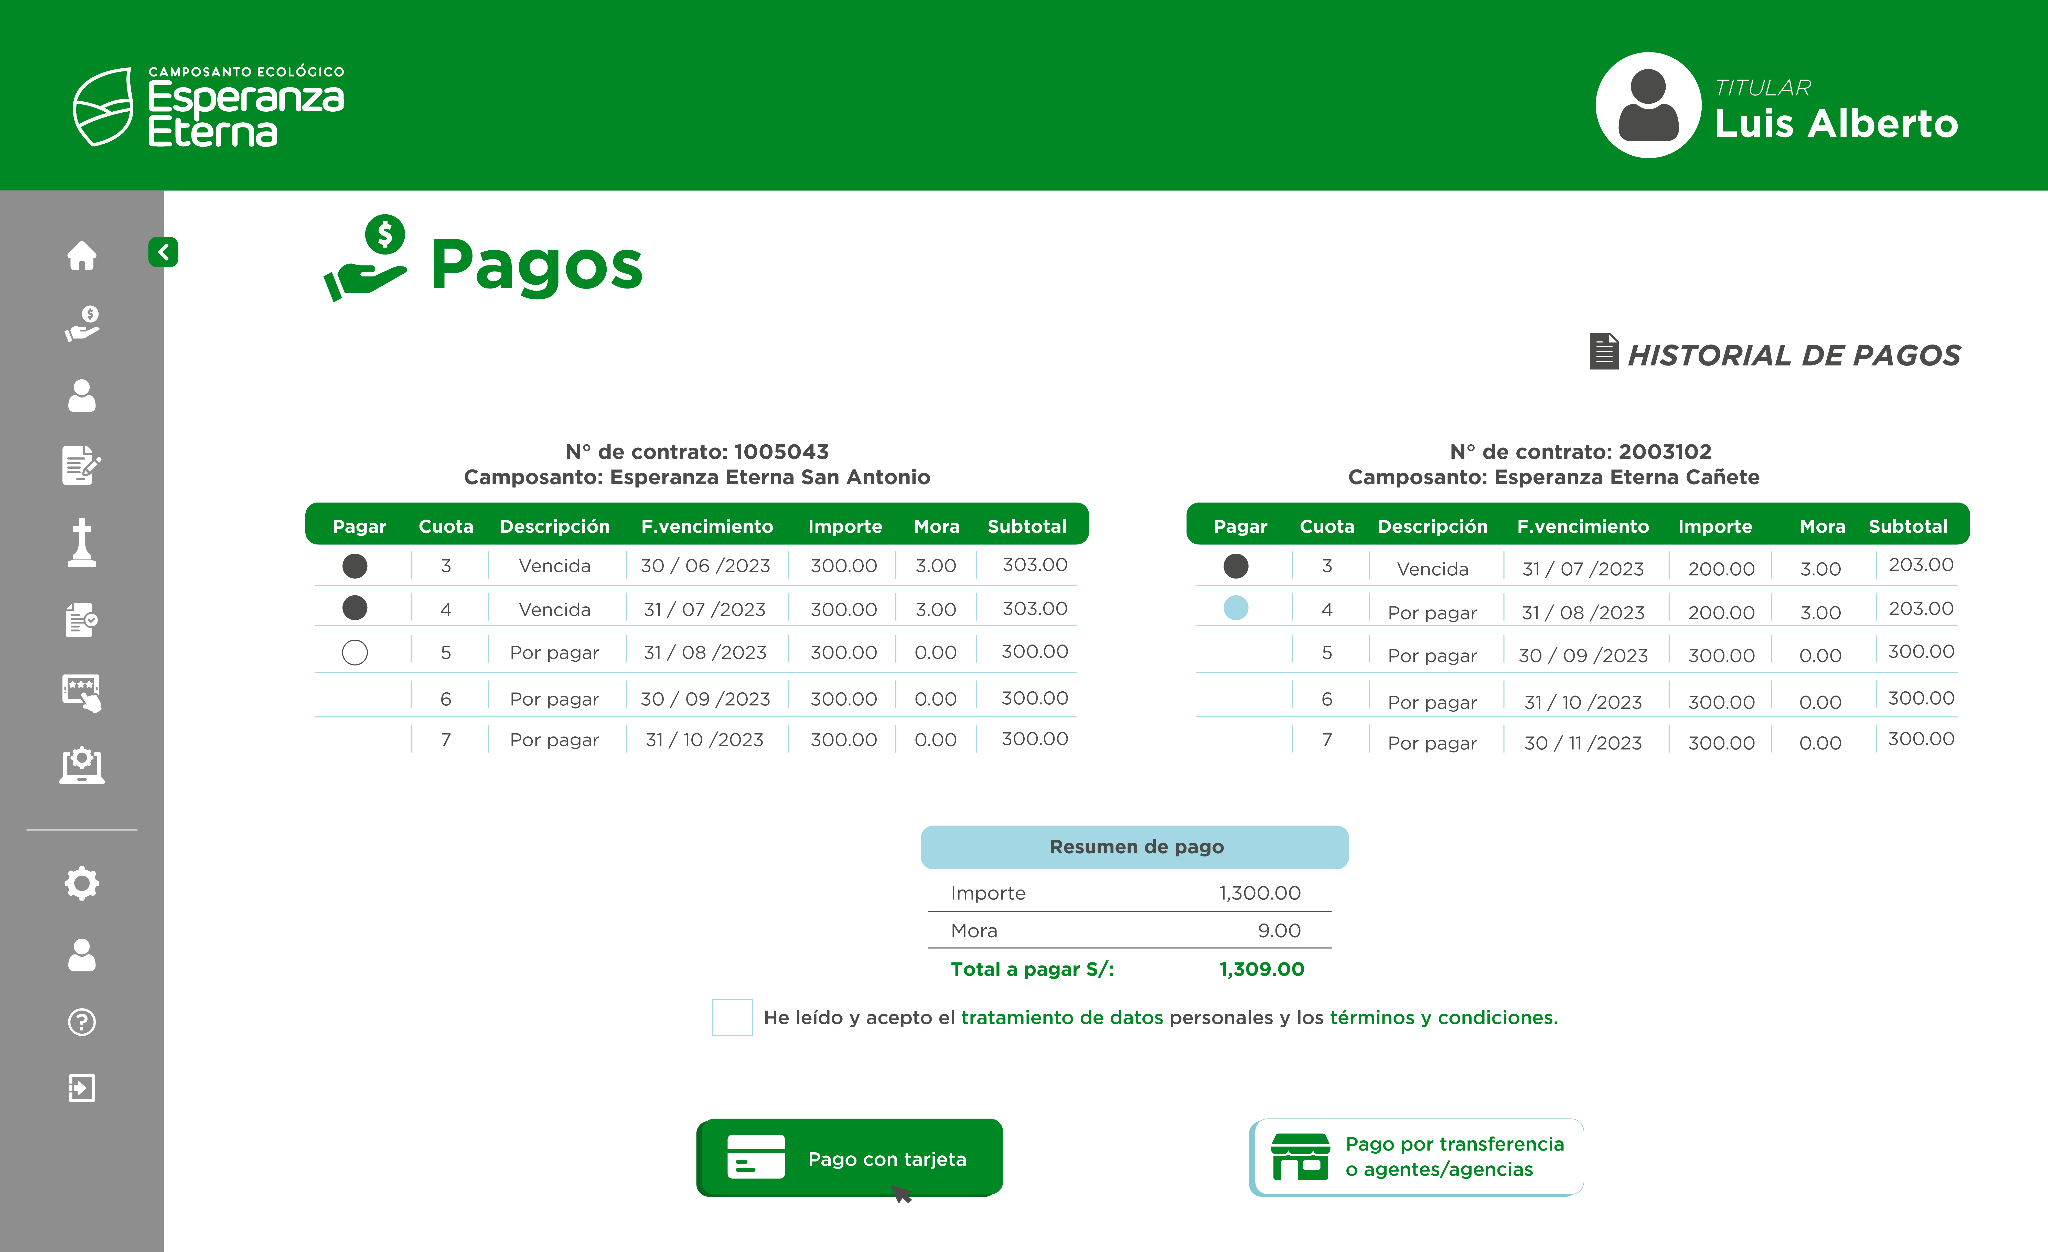 CAMPOSANTO ECOLÓGICO
Esperanza
Eterna
TITULAR
Luis Alberto
Pagos
HISTORIAL DE PAGOS
N° de contrato: 1005043
Camposanto: Esperanza Eterna San Antonio
Pagar Cuota Descripción F.vencimiento Importe Mora Subtotal
3 Vencida 30 / 06 /2023 300.00 3.00 303.00
4 Vencida 31 / 07 /2023 300.00 3.00 303.00
5 Por pagar 31 / 08 /2023 300.00 0.00 300.00
6 Por pagar 30 / 09 /2023 300.00 0.00 300.00
7 Por pagar 31 / 10 /2023 300.00 0.00 300.00
N° de contrato: 2003102
Camposanto: Esperanza Eterna Cañete
Pagar Cuota Descripción F.vencimiento Importe Mora Subtotal
3 Vencida 31 / 07 /2023 200.00 3.00 203.00
4 Por pagar 31 / 08 /2023 200.00 3.00 203.00
5 Por pagar 30 / 09 /2023 300.00 0.00 300.00
6 Por pagar 31 / 10 /2023 300.00 0.00 300.00
7 Por pagar 30 / 11 /2023 300.00 0.00 300.00
Resumen de pago
Importe 1,300.00
Mora 9.00
Total a pagar S/: 1,309.00
He leído y acepto el tratamiento de datos personales y los términos y condiciones.
Pago con tarjeta
Pago por transferencia
o agentes/agencias